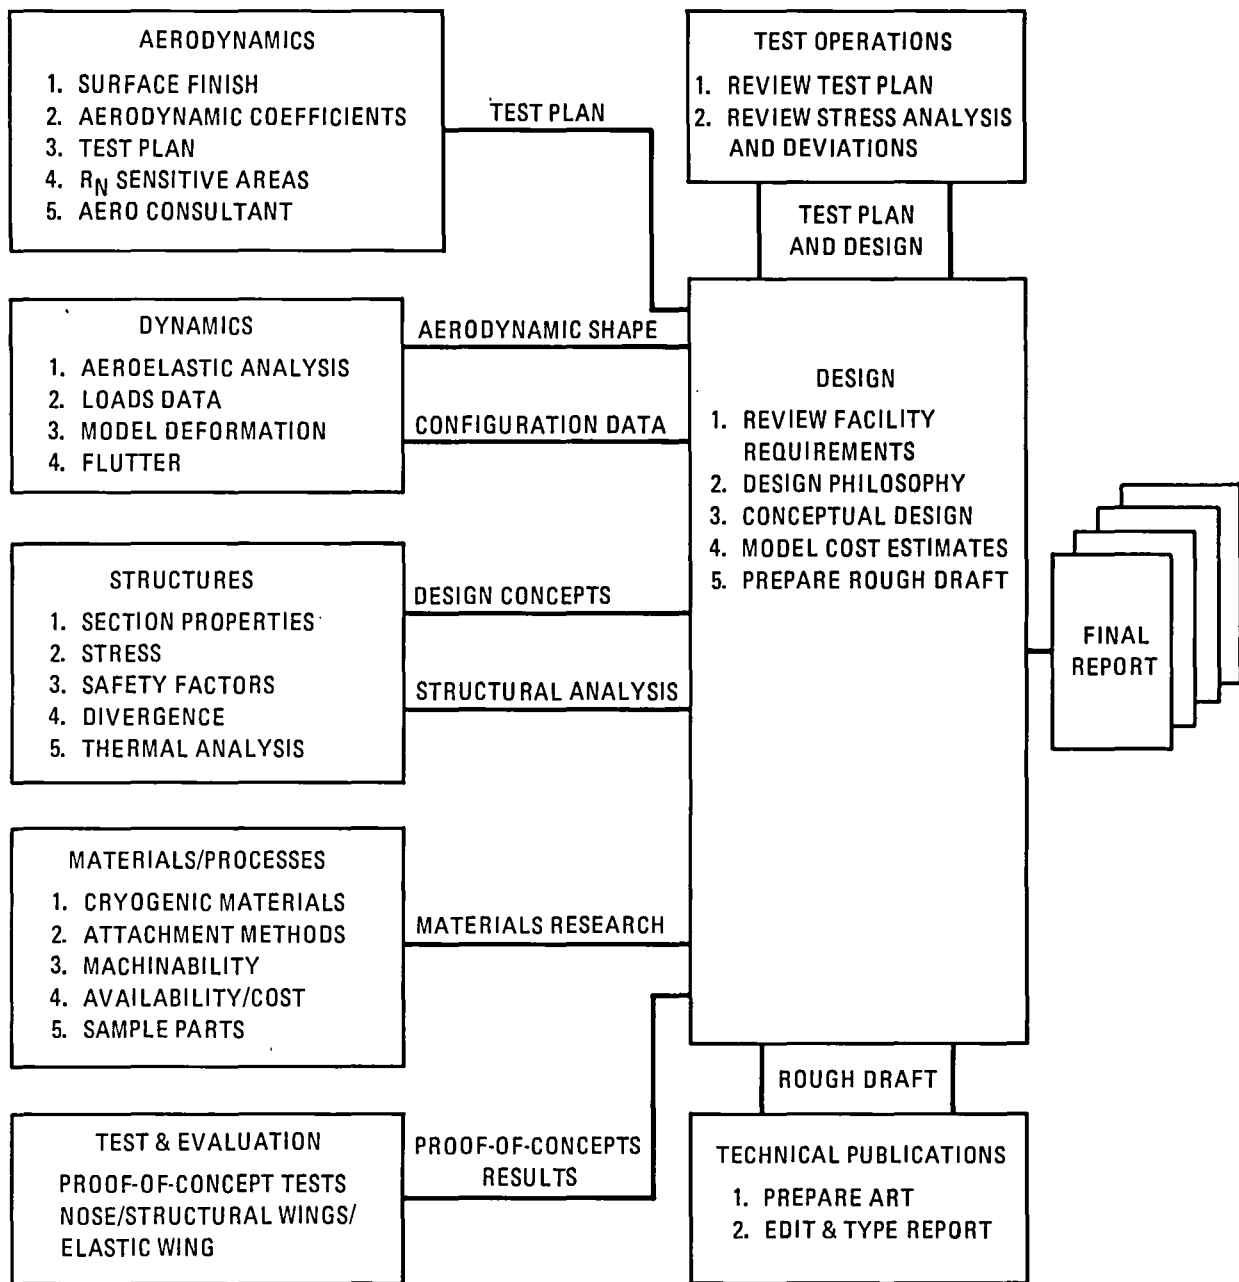 AERODYNAMICS
1. SURFACE FINISH
2. AERODYNAMIC COEFFICIENTS
3. TEST PLAN
4. RN SENSITIVE AREAS
5. AERO CONSULTANT
TEST PLAN
TEST OPERATIONS
1. REVIEW TEST PLAN
2. REVIEW STRESS ANALYSIS
AND DEVIATIONS
TEST PLAN
AND DESIGN
DYNAMICS
1. AEROELASTIC ANALYSIS
2. LOADS DATA
3. MODEL DEFORMATION
4. FLUTTER
AERODYNAMIC SHAPE
CONFIGURATION DATA
DESIGN
1. REVIEW FACILITY
REQUIREMENTS
2. DESIGN PHILOSOPHY
3. CONCEPTUAL DESIGN
4. MODEL COST ESTIMATES
5. PREPARE ROUGH DRAFT
STRUCTURES
1. SECTION PROPERTIES
2. STRESS
3. SAFETY FACTORS
4. DIVERGENCE
5. THERMAL ANALYSIS
DESIGN CONCEPTS
STRUCTURAL ANALYSIS
FINAL
REPORT
MATERIALS/PROCESSES
1. CRYOGENIC MATERIALS
2. ATTACHMENT METHODS
3. MACHINABILITY
4. AVAILABILITY/COST
5. SAMPLE PARTS
MATERIALS RESEARCH
TEST & EVALUATION
PROOF-OF-CONCEPT TESTS
NOSE/STRUCTURAL WINGS/
ELASTIC WING
PROOF-OF-CONCEPTS
RESULTS
ROUGH DRAFT
TECHNICAL PUBLICATIONS
1. PREPARE ART
2. EDIT & TYPE REPORT